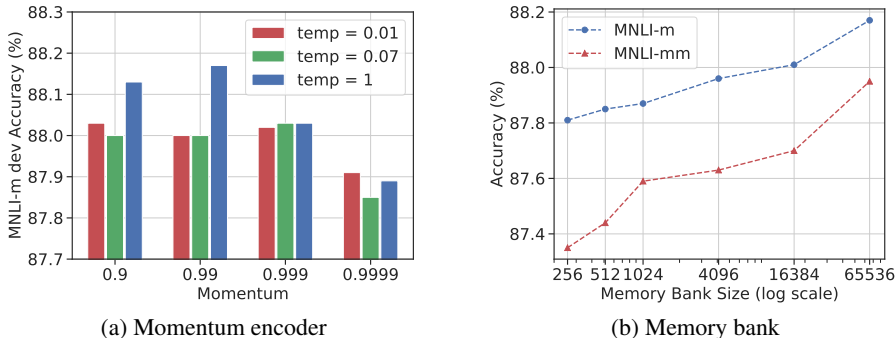 88.3
88.2
88.1
88.0
87.9
87.8
87.7
MNLI-m dev Accuracy (%)
temp = 0.01
temp = 0.07
temp = 1
0.9 0.99 0.999 0.9999
Momentum
(a) Momentum encoder
88.2
88.0
87.8
87.6
87.4
Accuracy (%)
MNLI-m
MNLI-mm
256 512 1024 4096 16384 65536
Memory Bank Size (log scale)
(b) Memory bank